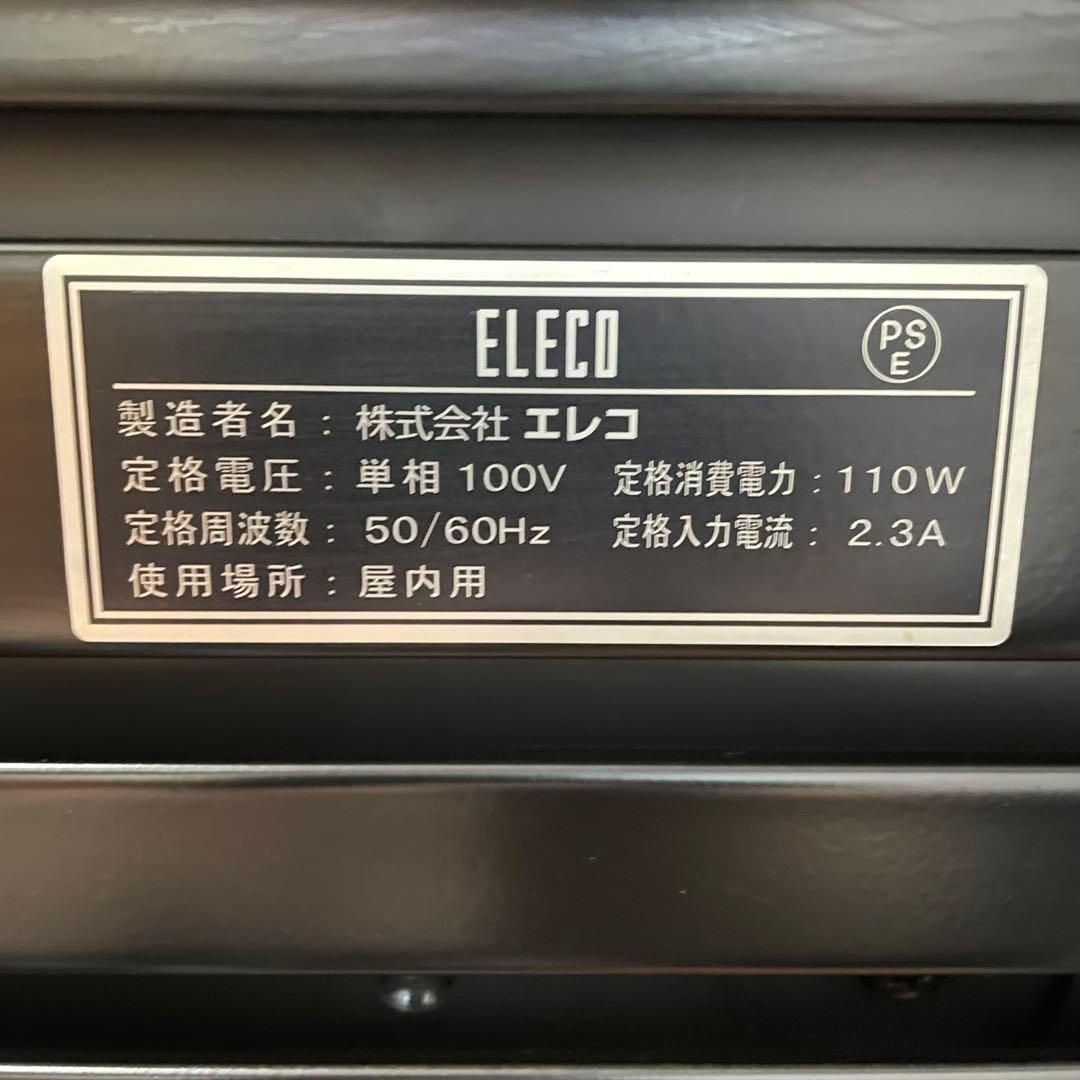 ELECO
PS
E
製造者名：株式会社 エレコ
定格電圧：単相 100V 定格消費電力：110W
定格周波数：50/60Hz 定格入力電流：2.3A
使用場所：屋内用